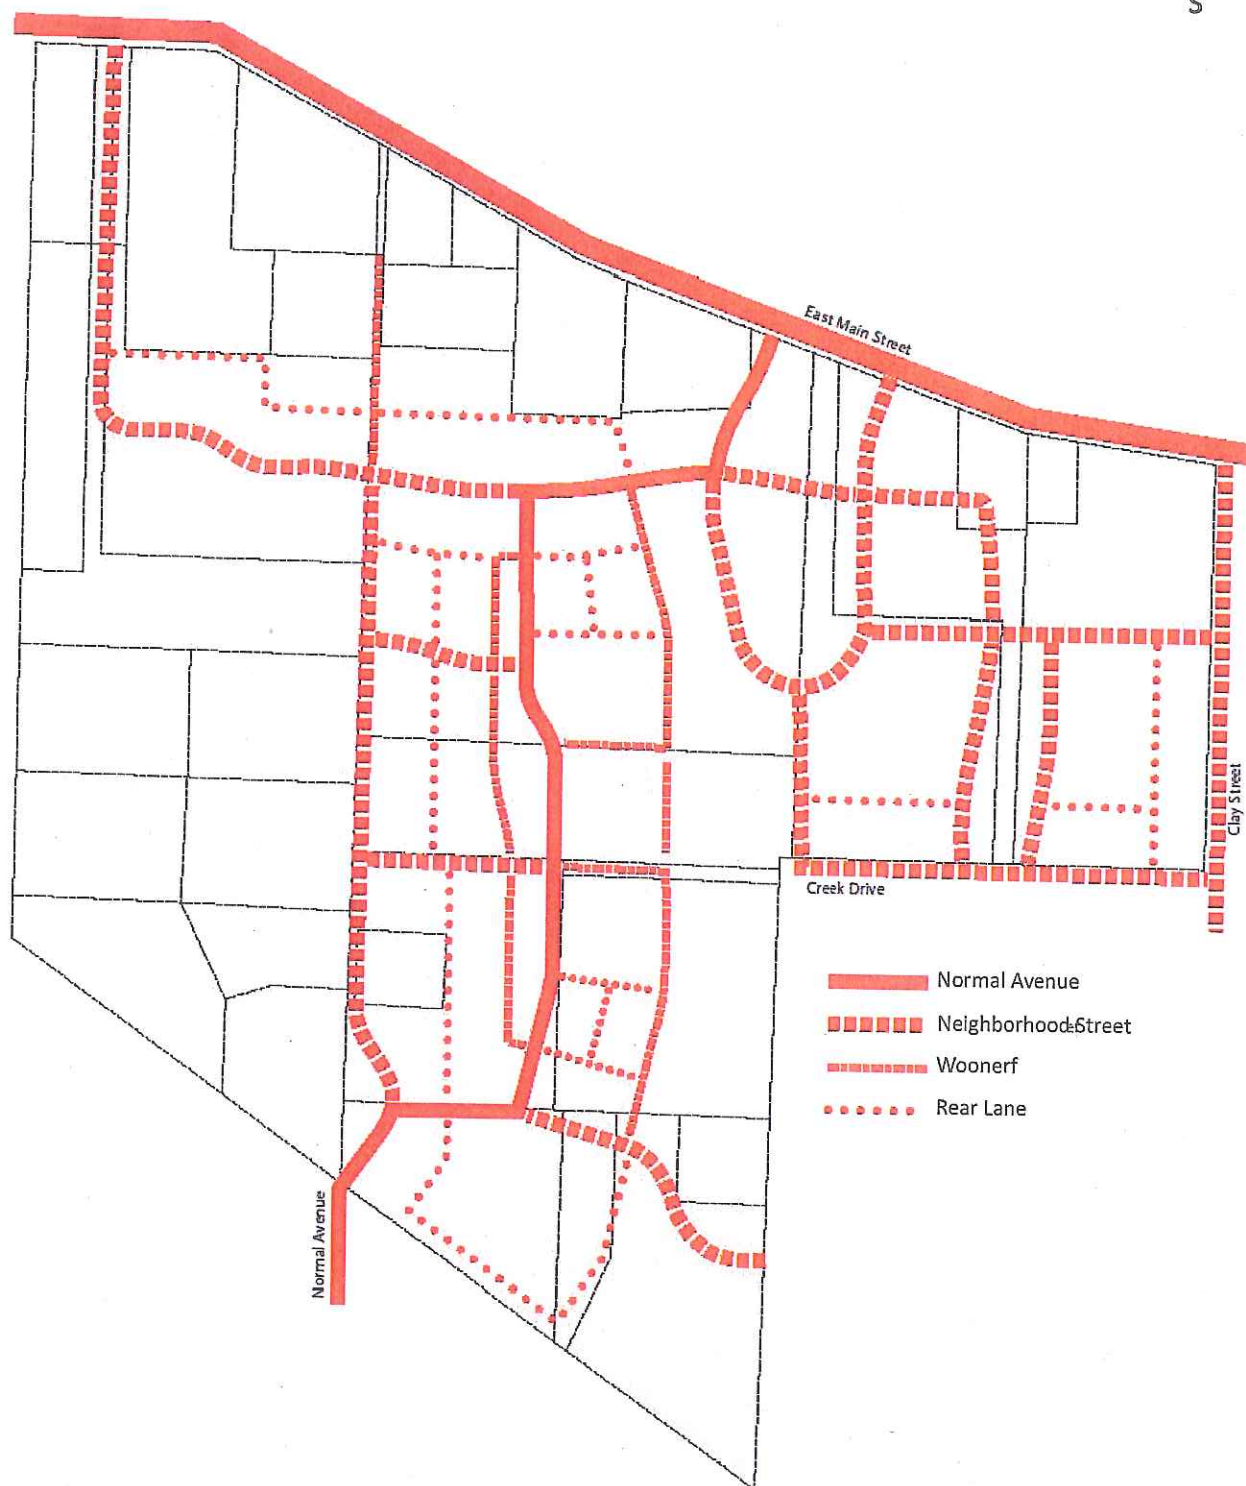 East Main Street
Clay Street
Creek Drive
Normal Avenue
Neighborhood Street
Woonerf
Rear Lane
Normal Avenue